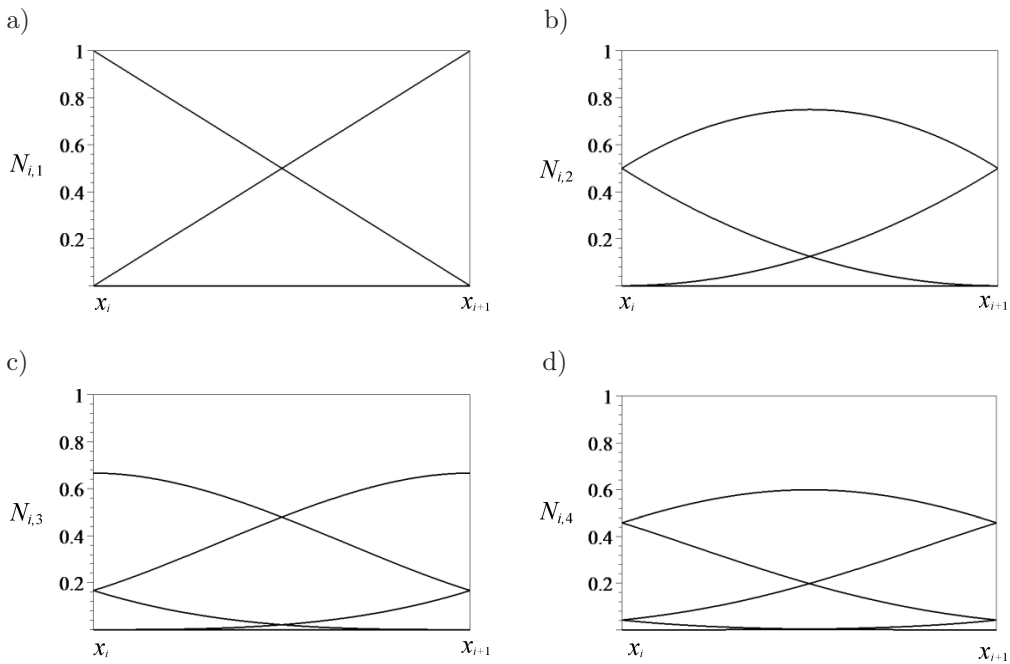 a)
1
0.8
0.6
0.4
0.2
N_{i,1}
x_i
x_{i+1}
b)
1
0.8
0.6
0.4
0.2
N_{i,2}
x_i
x_{i+1}
c)
1
0.8
0.6
0.4
0.2
N_{i,3}
x_i
x_{i+1}
d)
1
0.8
0.6
0.4
0.2
N_{i,4}
x_i
x_{i+1}